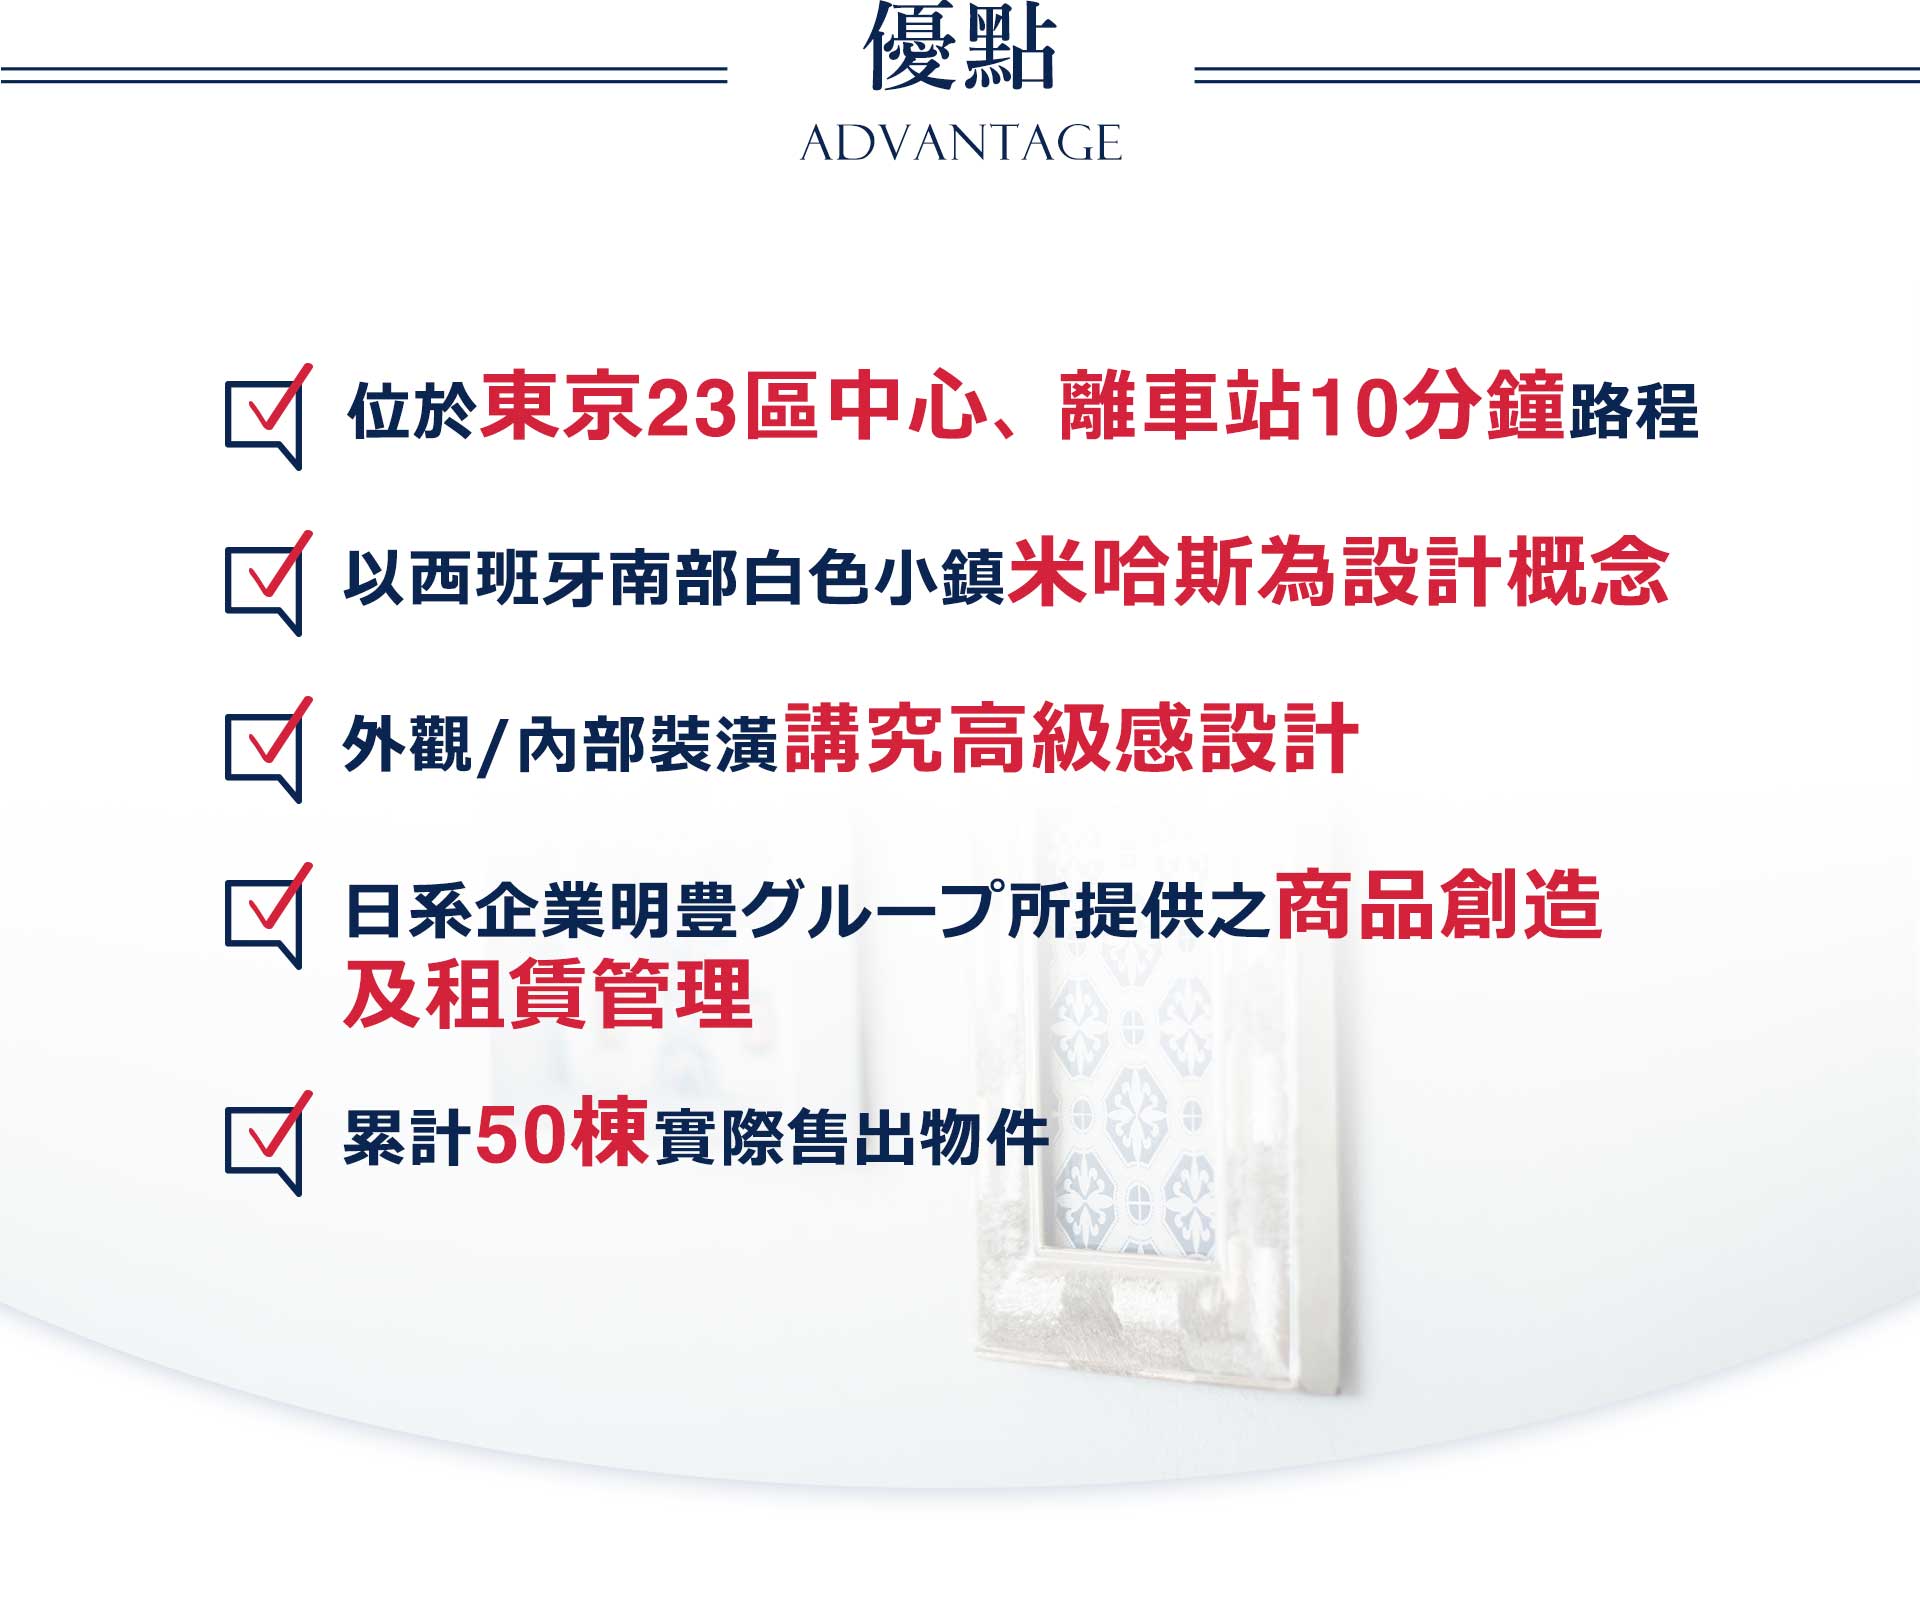 優點
ADVANTAGE
位於東京23區中心、離車站10分鐘路程
以西班牙南部白色小鎮米哈斯為設計概念
外觀/內部裝潢講究高級感設計
日系企業明豊グループ所提供之商品創造
及租賃管理
累計50棟實際售出物件